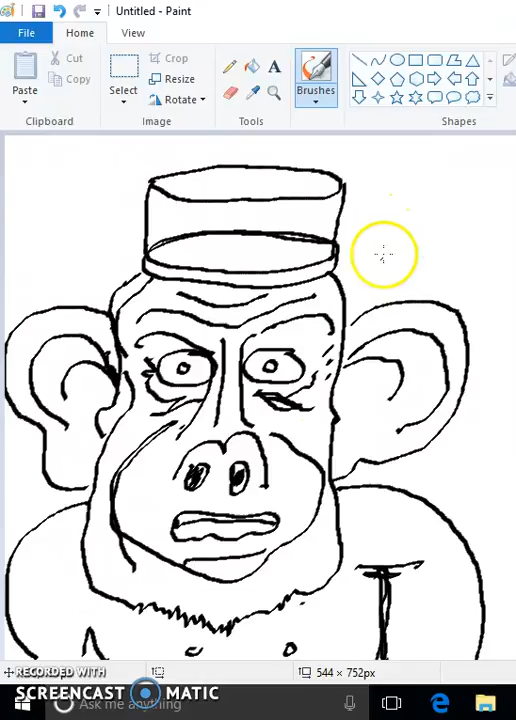 Untitled - Paint
File
Home
View
Paste
Cut
Copy
Clipboard
Select
Crop
Resize
Rotate
Image
A
Tools
Brushes
Shapes
RECORDED WITH
544 × 752px
SCREENCAST MATIC
Ask me anything